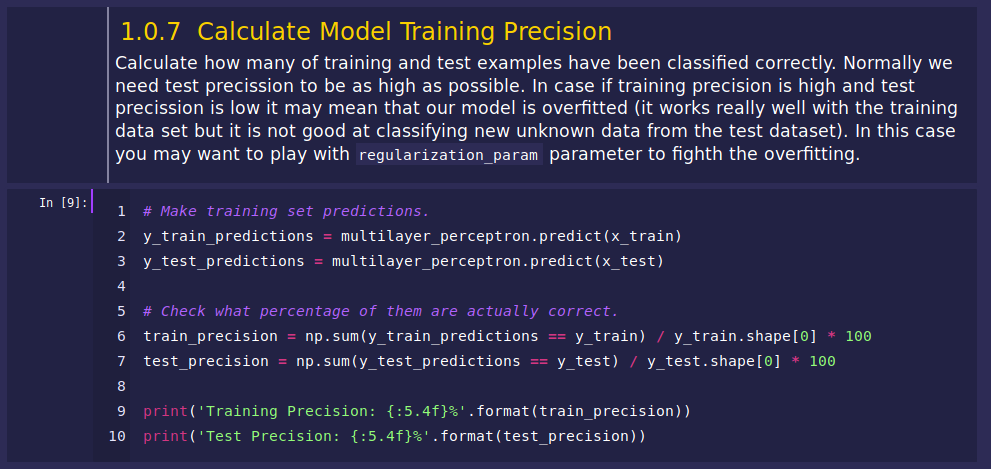 1.0.7 Calculate Model Training Precision
Calculate how many of training and test examples have been classified correctly. Normally we
need test precission to be as high as possible. In case if training precision is high and test
precission is low it may mean that our model is overfitted (it works really well with the training
data set but it is not good at classifying new unknown data from the test dataset). In this case
you may want to play with regularization_param parameter to fighth the overfitting.
In [9]:
1 # Make training set predictions.
2 y_train_predictions = multilayer_perceptron.predict(x_train)
3 y_test_predictions = multilayer_perceptron.predict(x_test)
4
5 # Check what percentage of them are actually correct.
6 train_precision = np.sum(y_train_predictions == y_train) / y_train.shape[0] * 100
7 test_precision = np.sum(y_test_predictions == y_test) / y_test.shape[0] * 100
8
9 print('Training Precision: {:5.4f}%'.format(train_precision))
10 print('Test Precision: {:5.4f}%'.format(test_precision))